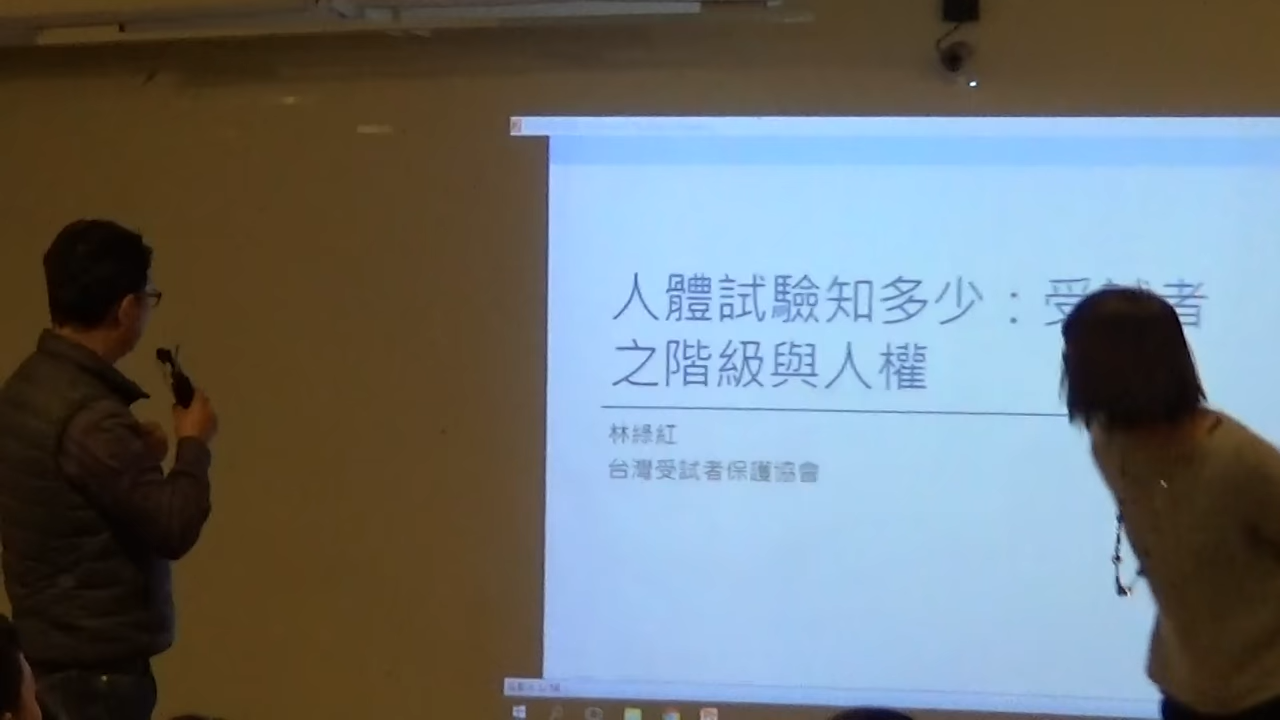 人體試驗知多少：受試者
之階級與人權
林綠紅
台灣受試者保護協會